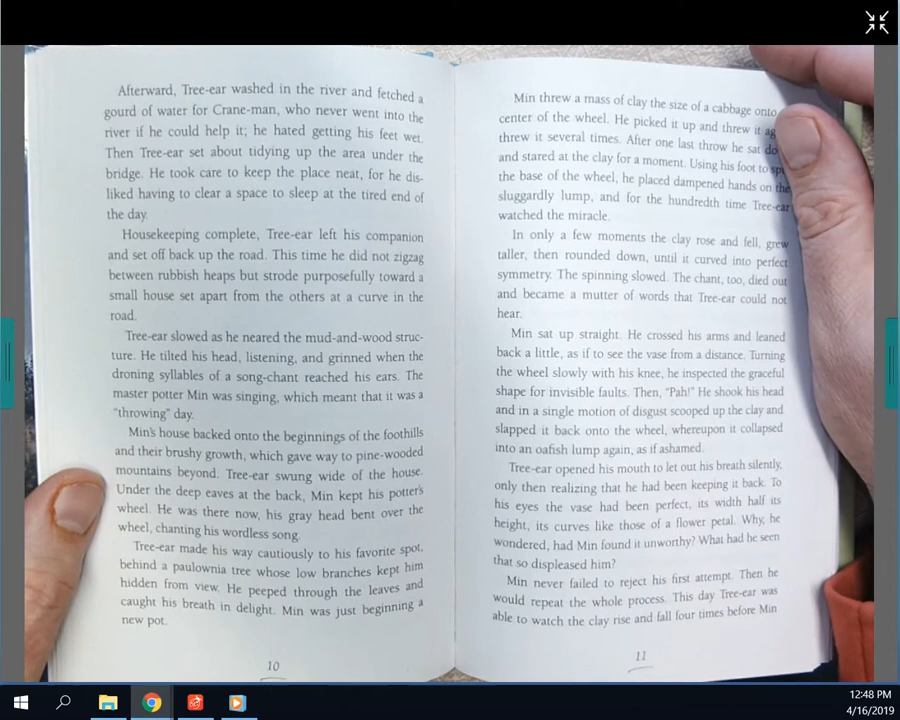 Afterward, Tree-ear washed in the river and fetched a
gourd of water for Crane-man, who never went into the
river if he could help it; he hated getting his feet wet.
Then Tree-ear set about tidying up the area under the
bridge. He took care to keep the place neat, for he dis-
liked having to clear a space to sleep at the tired end of
the day.
Housekeeping complete, Tree-ear left his companion
and set off back up the road. This time he did not zigzag
between rubbish heaps but strode purposefully toward a
small house set apart from the others at a curve in the
road.
Tree-ear slowed as he neared the mud-and-wood struc-
ture. He tilted his head, listening, and grinned when the
droning syllables of a song-chant reached his ears. The
master potter Min was singing, which meant that it was a
"throwing" day.
Min's house backed onto the beginnings of the foothills
and their brushy growth, which gave way to pine-wooded
mountains beyond. Tree-ear swung wide of the house.
Under the deep eaves at the back, Min kept his potter's
wheel. He was there now, his gray head bent over the
wheel, chanting his wordless song.
Tree-ear made his way cautiously to his favorite spot,
behind a paulownia tree whose low branches kept him
hidden from view. He peeped through the leaves and
caught his breath in delight. Min was just beginning a
new pot.
10
Min threw a mass of clay the size of a cabbage onto
center of the wheel. He picked it up and threw it ag
threw it several times. After one last throw he sat do
and stared at the clay for a moment. Using his foot to sp
the base of the wheel, he placed dampened hands on the
sluggardly lump, and for the hundredth time Tree-ear
watched the miracle.
In only a few moments the clay rose and fell, grew
taller, then rounded down, until it curved into perfect
symmetry. The spinning slowed. The chant, too, died out
and became a mutter of words that Tree-ear could not
hear.
Min sat up straight. He crossed his arms and leaned
back a little, as if to see the vase from a distance. Turning
the wheel slowly with his knee, he inspected the graceful
shape for invisible faults. Then, "Pah!" He shook his head
and in a single motion of disgust scooped up the clay and
slapped it back onto the wheel, whereupon it collapsed
into an oafish lump again, as if ashamed.
Tree-ear opened his mouth to let out his breath silently,
only then realizing that he had been keeping it back. To
his eyes the vase had been perfect, its width half its
height, its curves like those of a flower petal. Why, he
wondered, had Min found it unworthy? What had he seen
that so displeased him?
Min never failed to reject his first attempt. Then he
would repeat the whole process. This day Tree-ear was
able to watch the clay rise and fall four times before Min
11
12:48 PM
4/16/2019